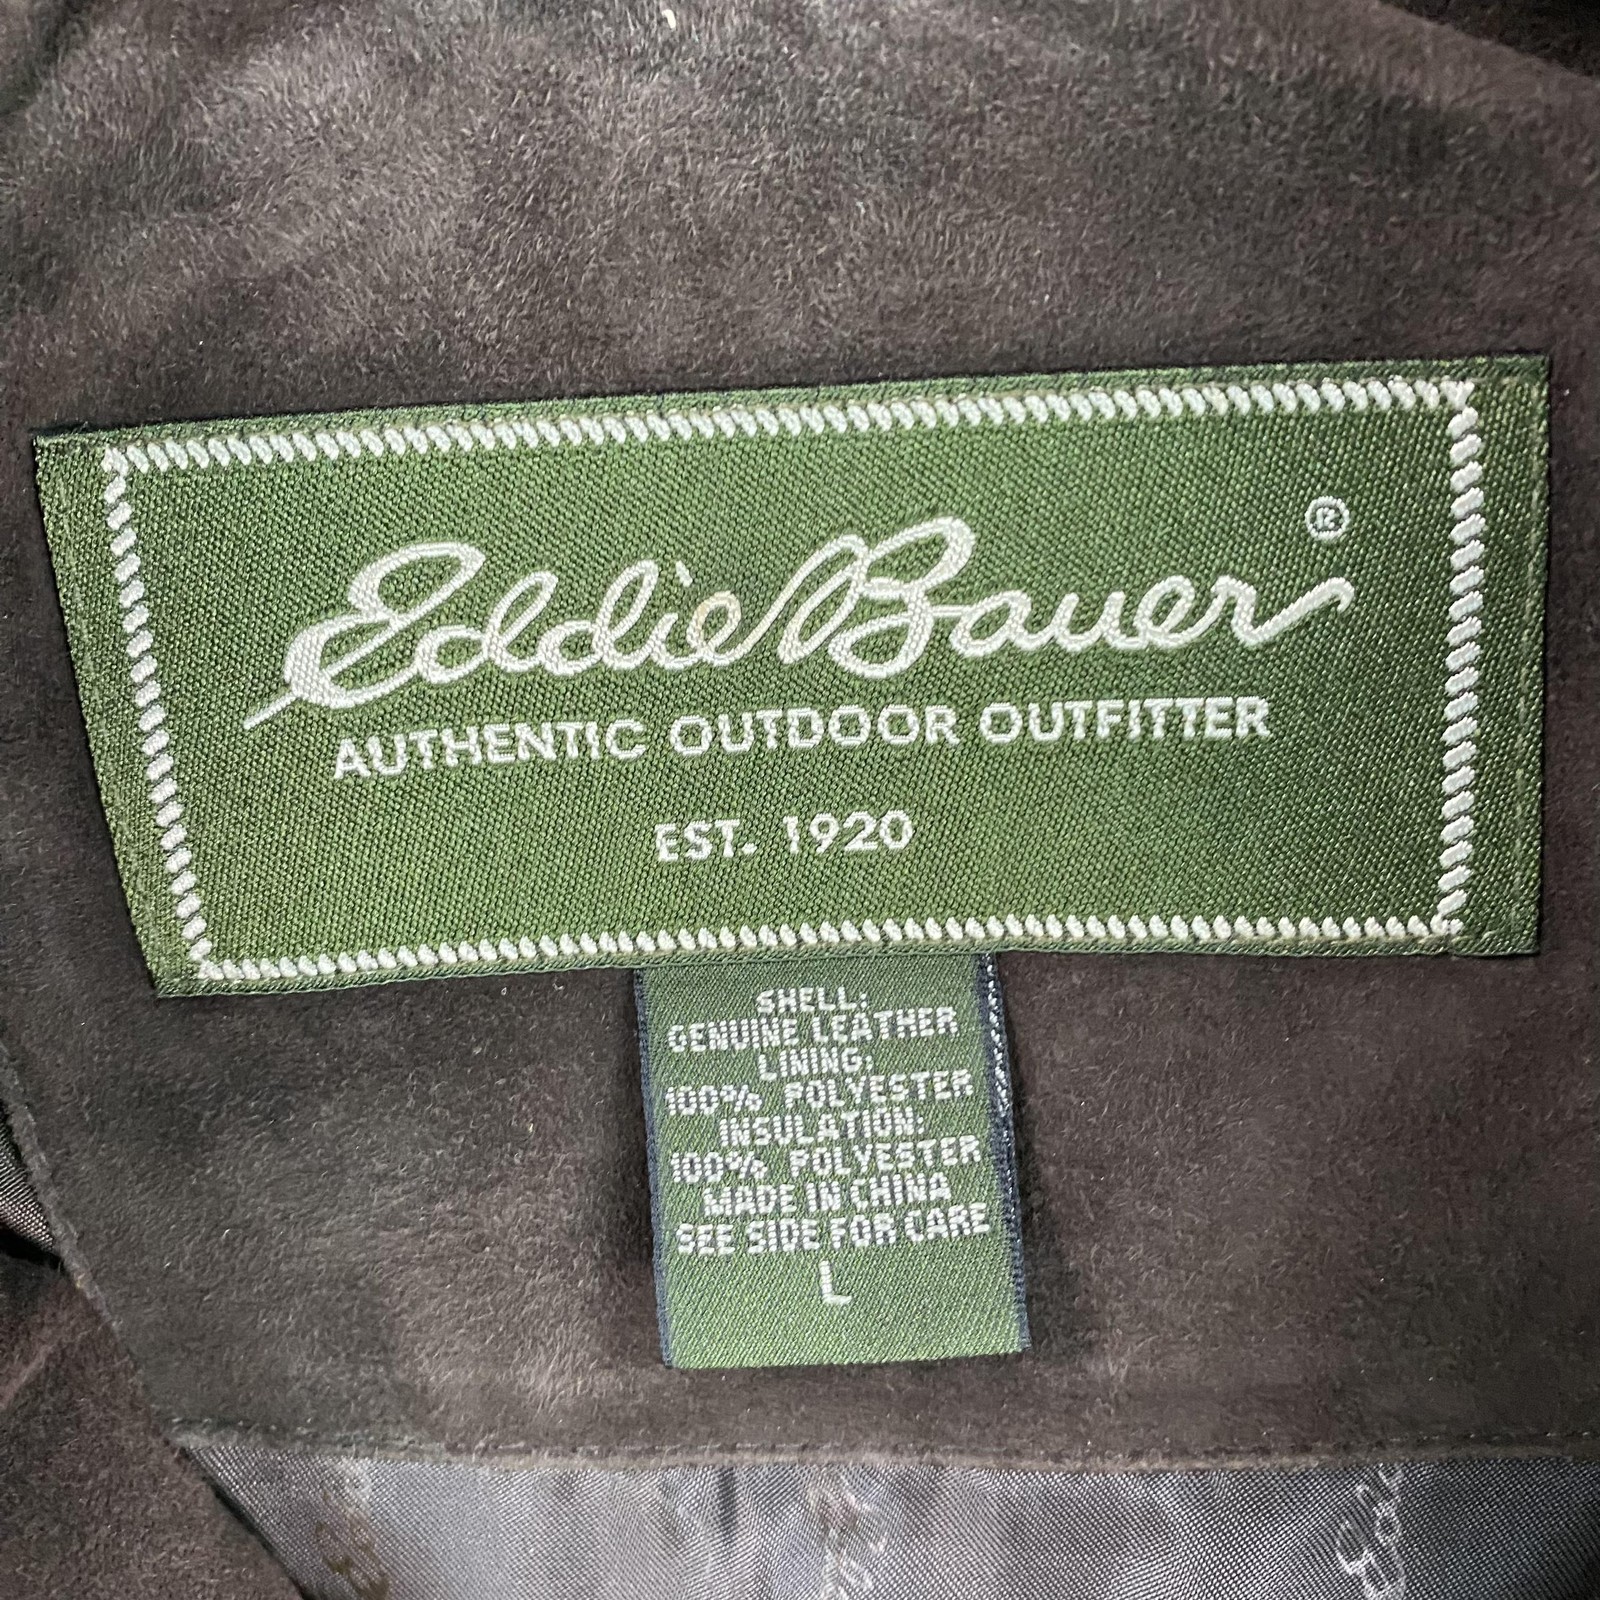 Eddie Bauer ®
AUTHENTIC OUTDOOR OUTFITTER
EST. 1920
SHELL:
GENUINE LEATHER
LINING:
100% POLYESTER
INSULATION:
100% POLYESTER
MADE IN CHINA
SEE SIDE FOR CARE
L